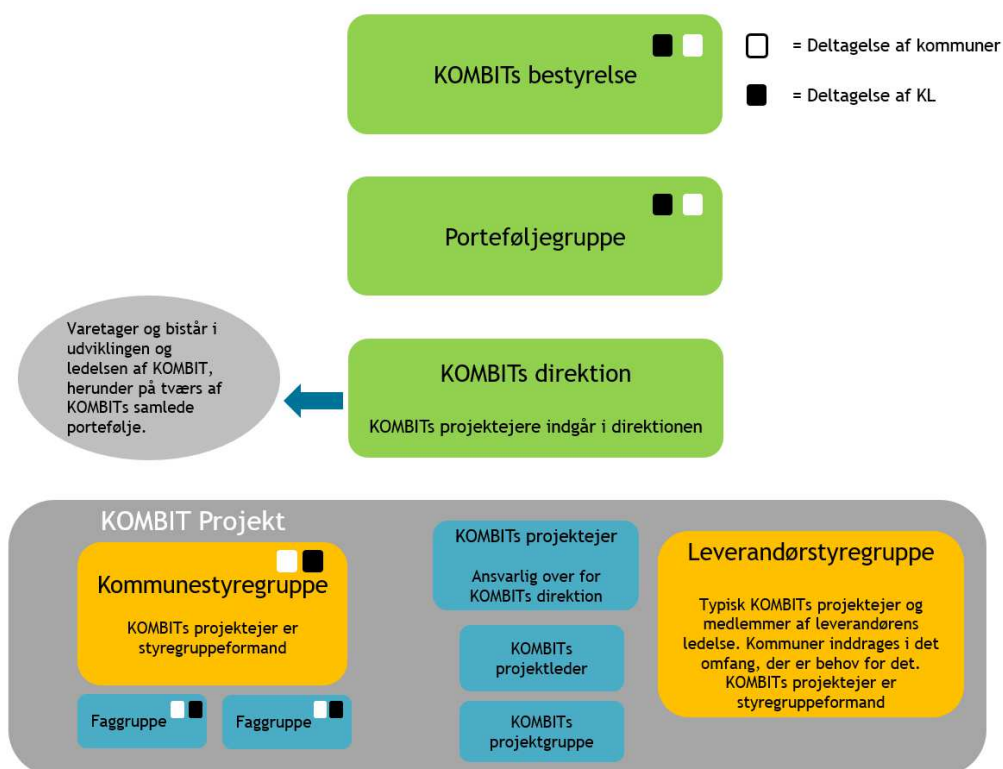 KOMBITs bestyrelse
= Deltagelse af kommuner
= Deltagelse af KL
Porteføljegruppe
Varetager og bistår i
udviklingen og
ledelsen af KOMBIT,
herunder på tværs af
KOMBITs samlede
portefølje.
KOMBITs direktion
KOMBITs projektejere indgår i direktionen
KOMBIT Projekt
Kommunestyregruppe
KOMBITs projektejer er
styregruppeformand
Faggruppe
Faggruppe
KOMBITs projektejer
Ansvarlig over for
KOMBITs direktion
KOMBITs
projektleder
KOMBITs
projektgruppe
Leverandørstyregruppe
Typisk KOMBITs projektejer og
medlemmer af leverandørens
ledelse. Kommuner inddrages i det
omfang, der er behov for det.
KOMBITs projektejer er
styregruppeformand